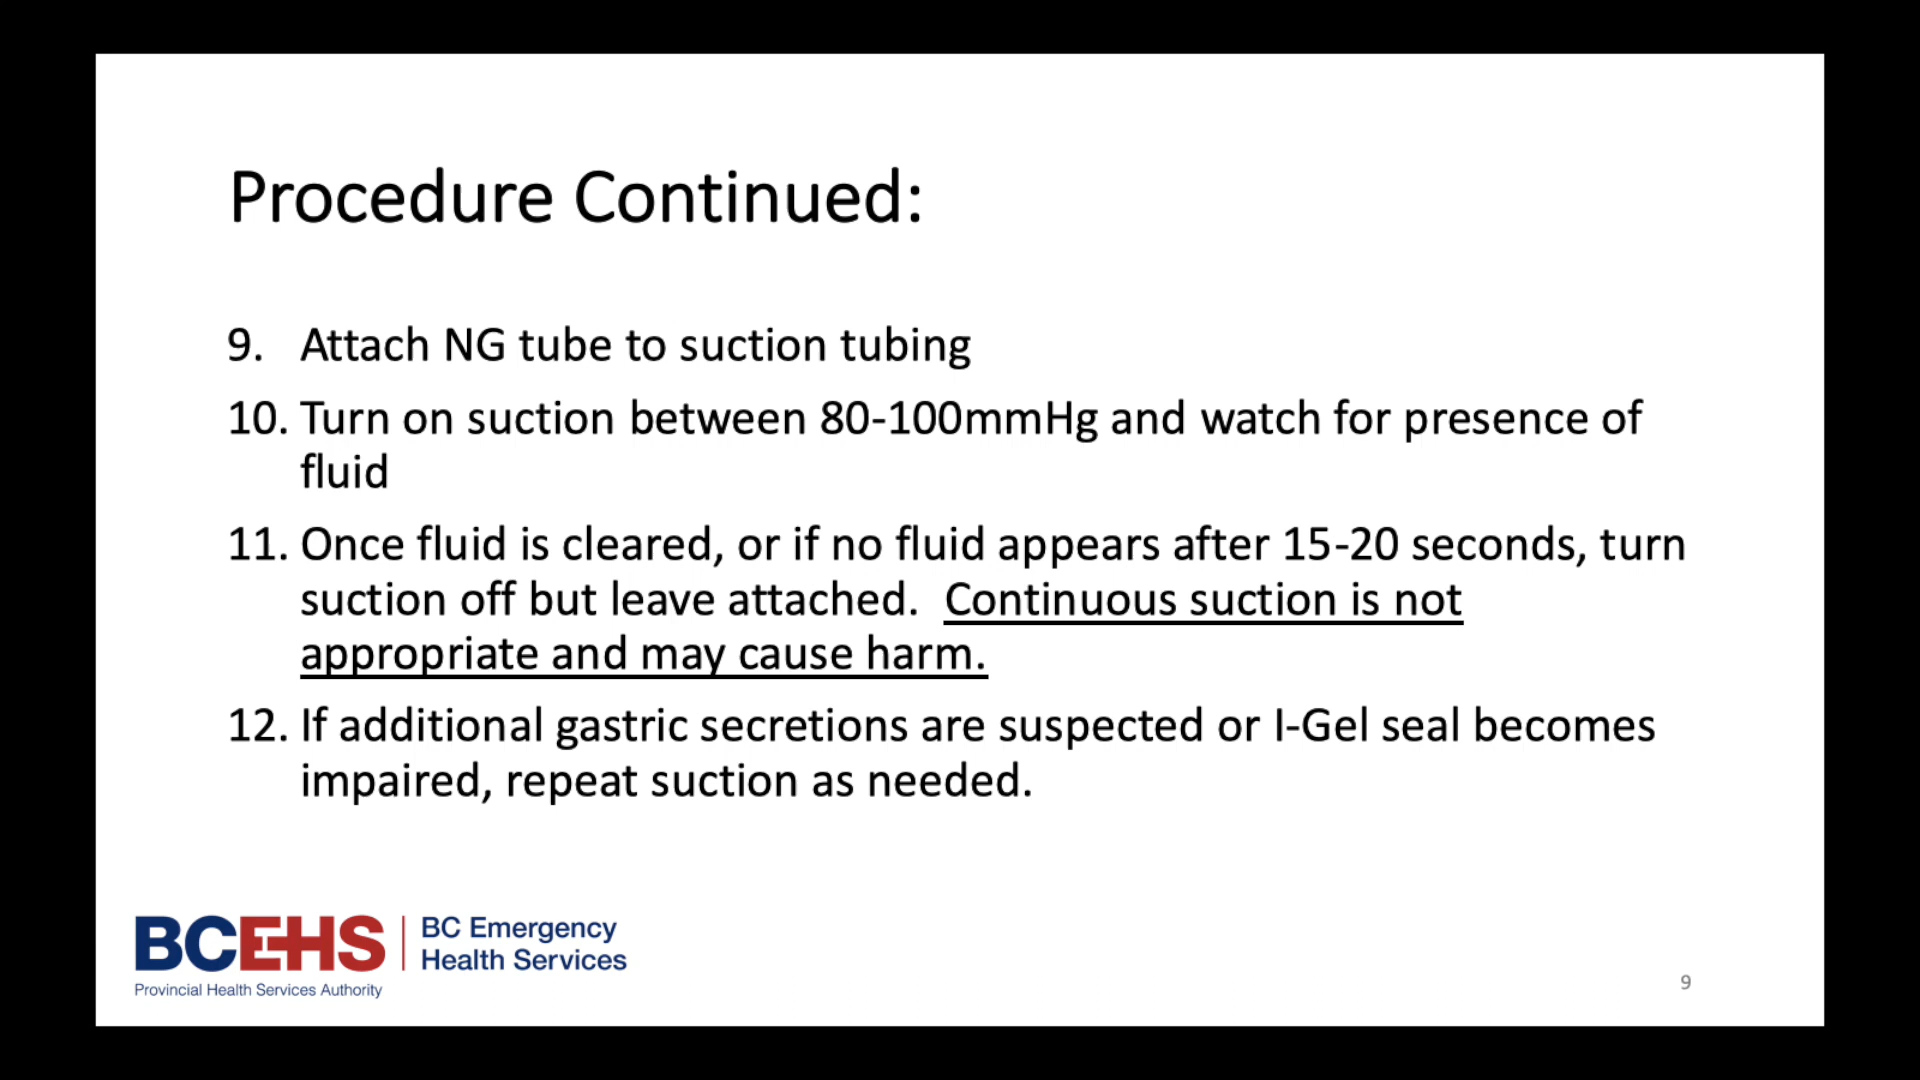 Procedure Continued:
9. Attach NG tube to suction tubing
10. Turn on suction between 80-100mmHg and watch for presence of
fluid
11. Once fluid is cleared, or if no fluid appears after 15-20 seconds, turn
suction off but leave attached.  Continuous suction is not
appropriate and may cause harm.
12. If additional gastric secretions are suspected or I-Gel seal becomes
impaired, repeat suction as needed.
BCEHS
BC Emergency
Health Services
Provincial Health Services Authority
9